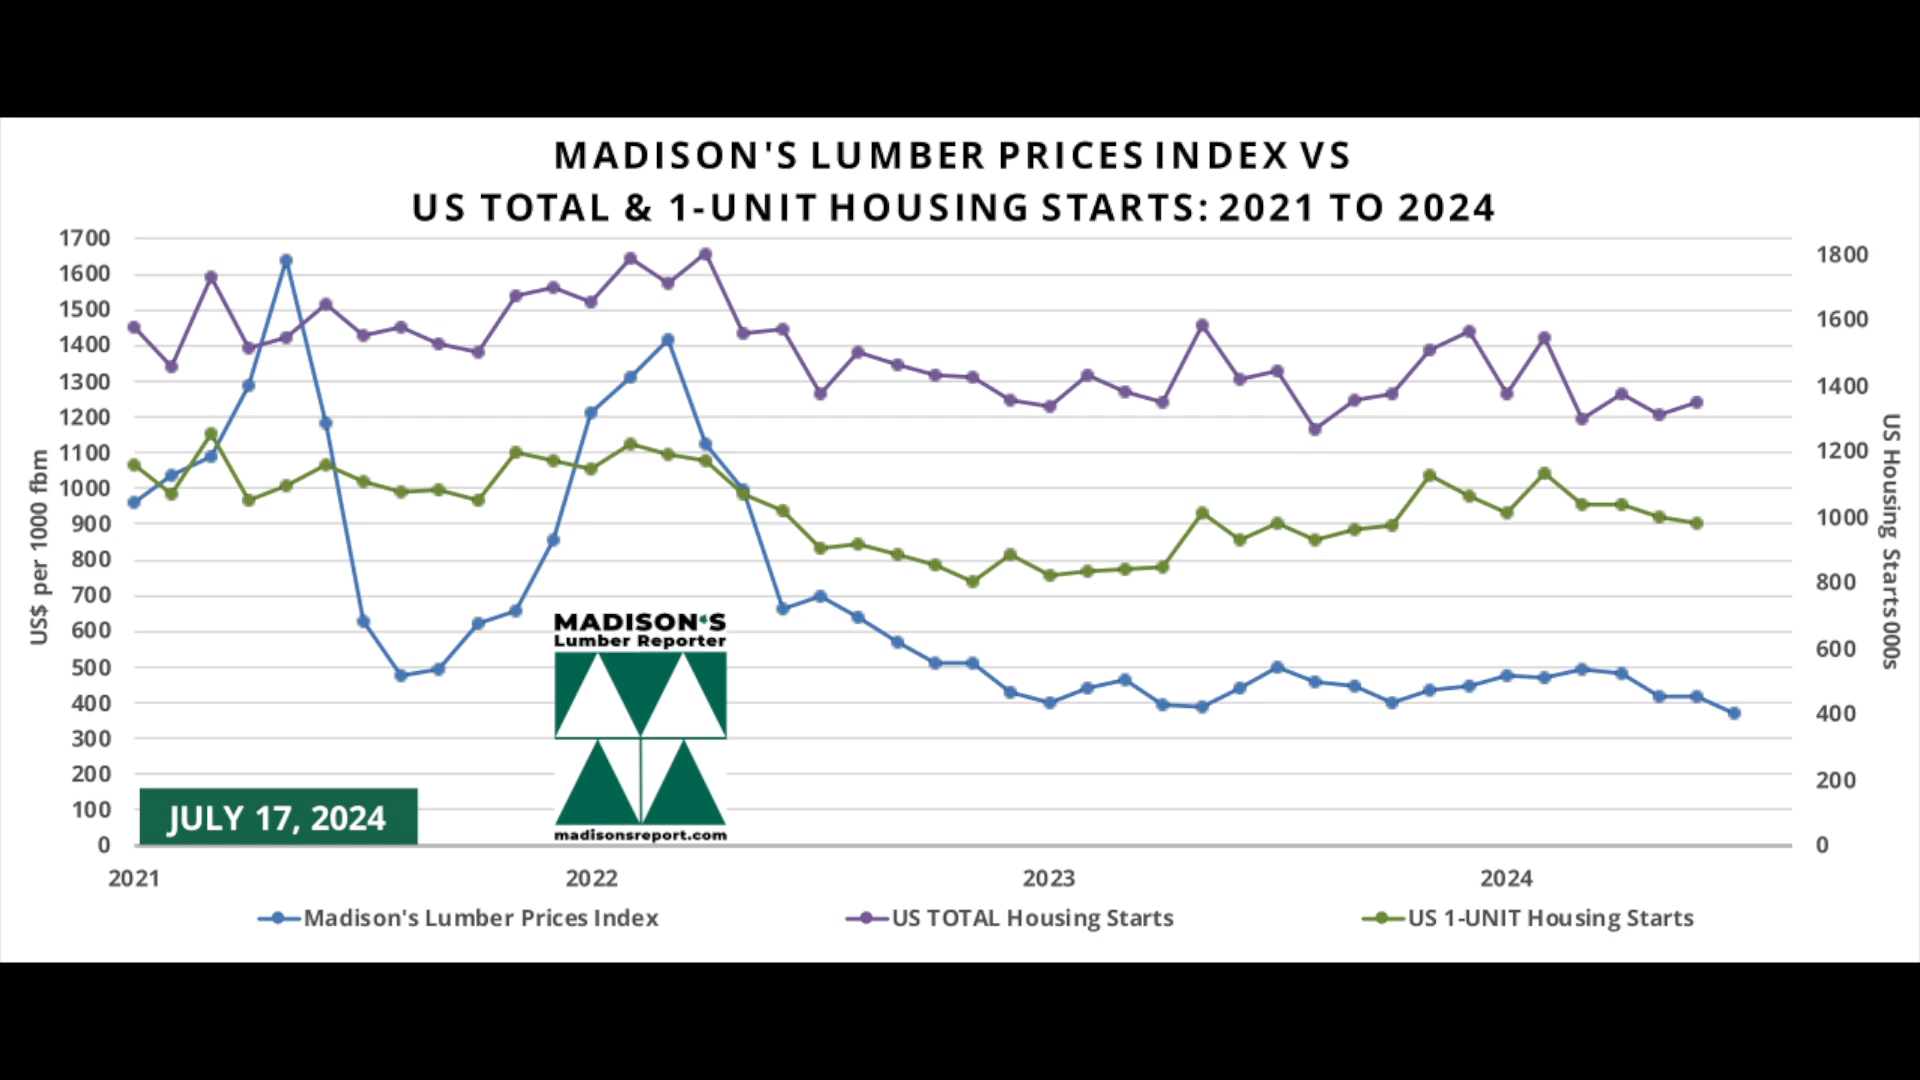 MADISON'S LUMBER PRICES INDEX VS
US TOTAL & 1-UNIT HOUSING STARTS: 2021 TO 2024
US$ per 1000 fbm
1700
1600
1500
1400
1300
1200
1100
1000
900
800
700
600
500
400
300
200
100
0
1800
1600
1400
1200
1000
800
600
400
200
0
US Housing Starts 000s
MADISON'S
Lumber Reporter
madisonsreport.com
JULY 17, 2024
2021 2022 2023 2024
Madison's Lumber Prices Index US TOTAL Housing Starts US 1-UNIT Housing Starts